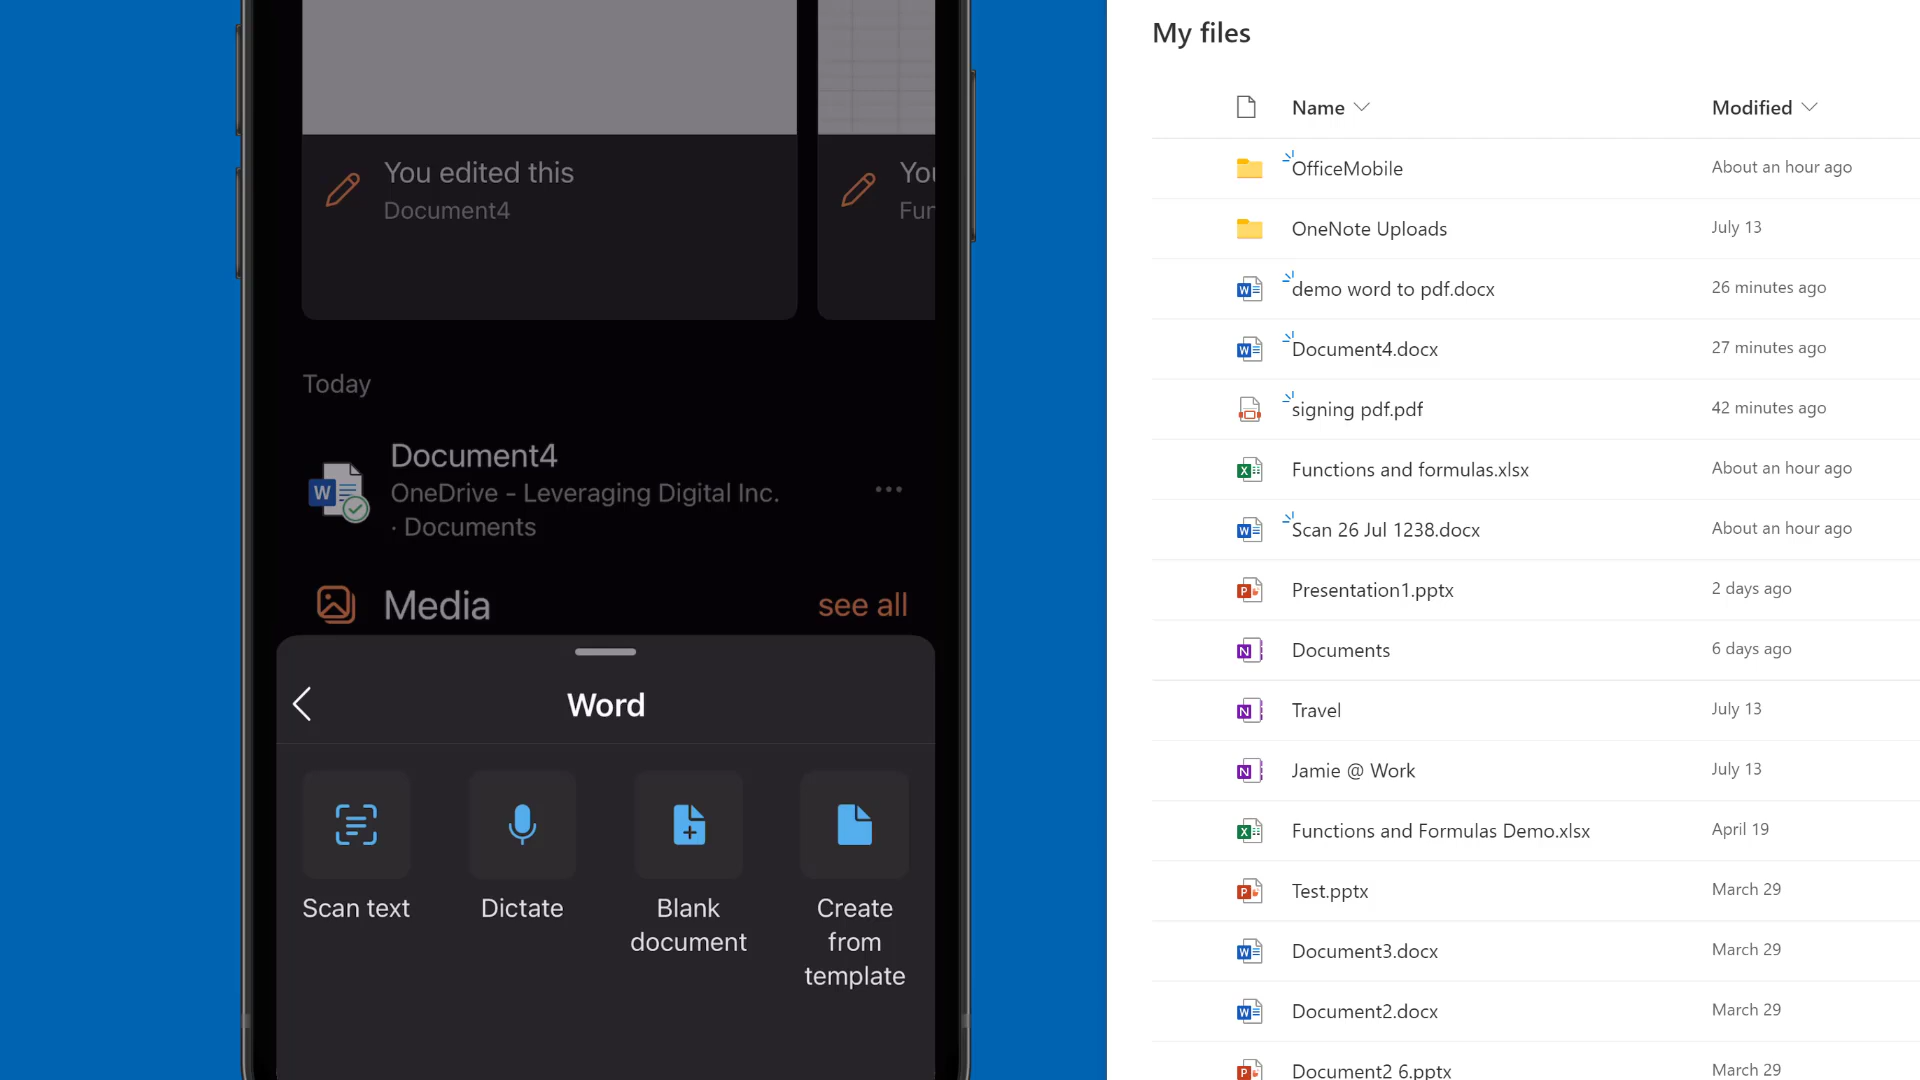 You edited this
Document4
You
Fun
Today
Document4
OneDrive - Leveraging Digital Inc.
· Documents
Media
see all
Word
Scan text
Dictate
Blank
document
Create
from
template
My files
Name
Modified
OfficeMobile
About an hour ago
OneNote Uploads
July 13
demo word to pdf.docx
26 minutes ago
Document4.docx
27 minutes ago
signing pdf.pdf
42 minutes ago
Functions and formulas.xlsx
About an hour ago
Scan 26 Jul 1238.docx
About an hour ago
Presentation1.pptx
2 days ago
Documents
6 days ago
Travel
July 13
Jamie @ Work
July 13
Functions and Formulas Demo.xlsx
April 19
Test.pptx
March 29
Document3.docx
March 29
Document2.docx
March 29
Document2 6.pptx
March 29